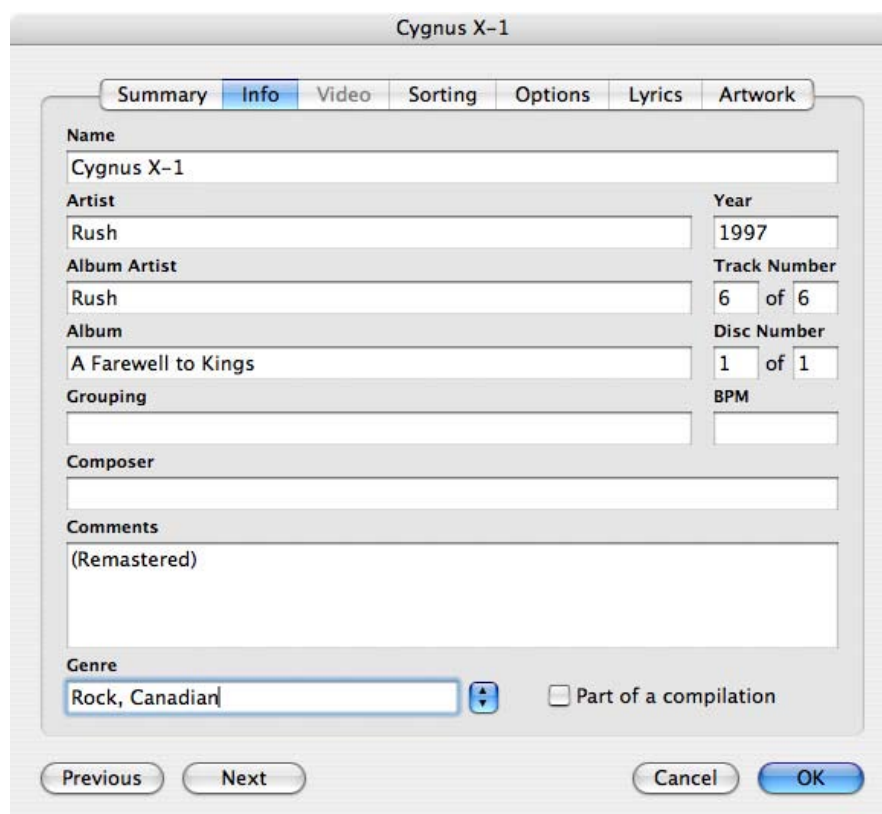 Cygnus X–1
Summary Info Video Sorting Options Lyrics Artwork
Name
Cygnus X–1
Artist Year
Rush 1997
Album Artist Track Number
Rush 6 of 6
Album Disc Number
A Farewell to Kings 1 of 1
Grouping BPM
Composer
Comments
(Remastered)
Genre
Rock, Canadian Part of a compilation
Previous Next Cancel OK